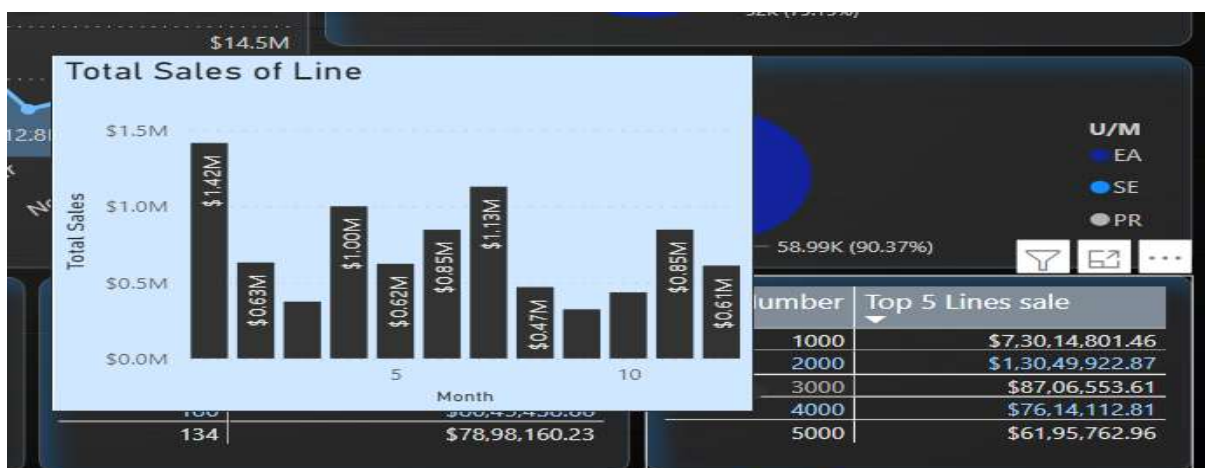 $14.5M
Total Sales of Line
$1.5M
$1.0M
$0.5M
$0.0M
Total Sales
$1.42M
$0.63M
$1.00M
$0.62M
$0.85M
$1.13M
$0.47M
$0.85M
$0.61M
5
10
Month
U/M
EA
SE
PR
58.99K (90.37%)
Top 5 Lines sale
1000 $7,30,14,801.46
2000 $1,30,49,922.87
3000 $87,06,553.61
4000 $76,14,112.81
5000 $61,95,762.96
134 $78,98,160.23